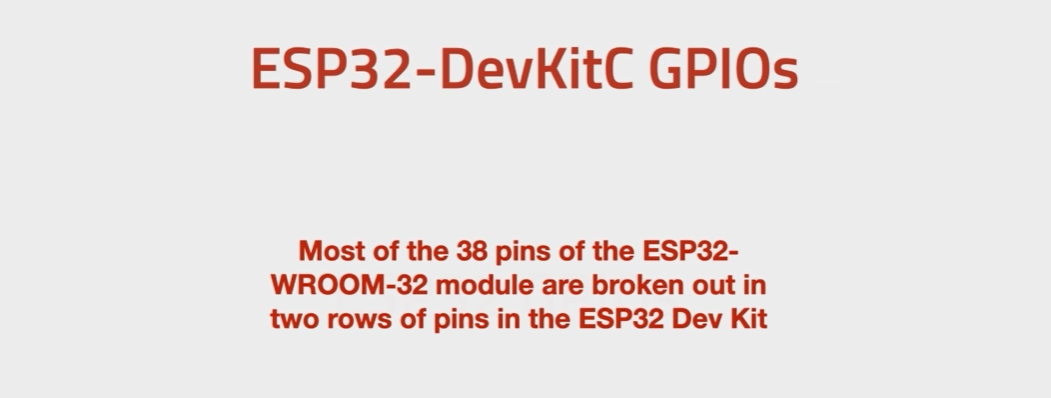 ESP32-DevKitC GPIOs
Most of the 38 pins of the ESP32-
WROOM-32 module are broken out in
two rows of pins in the ESP32 Dev Kit